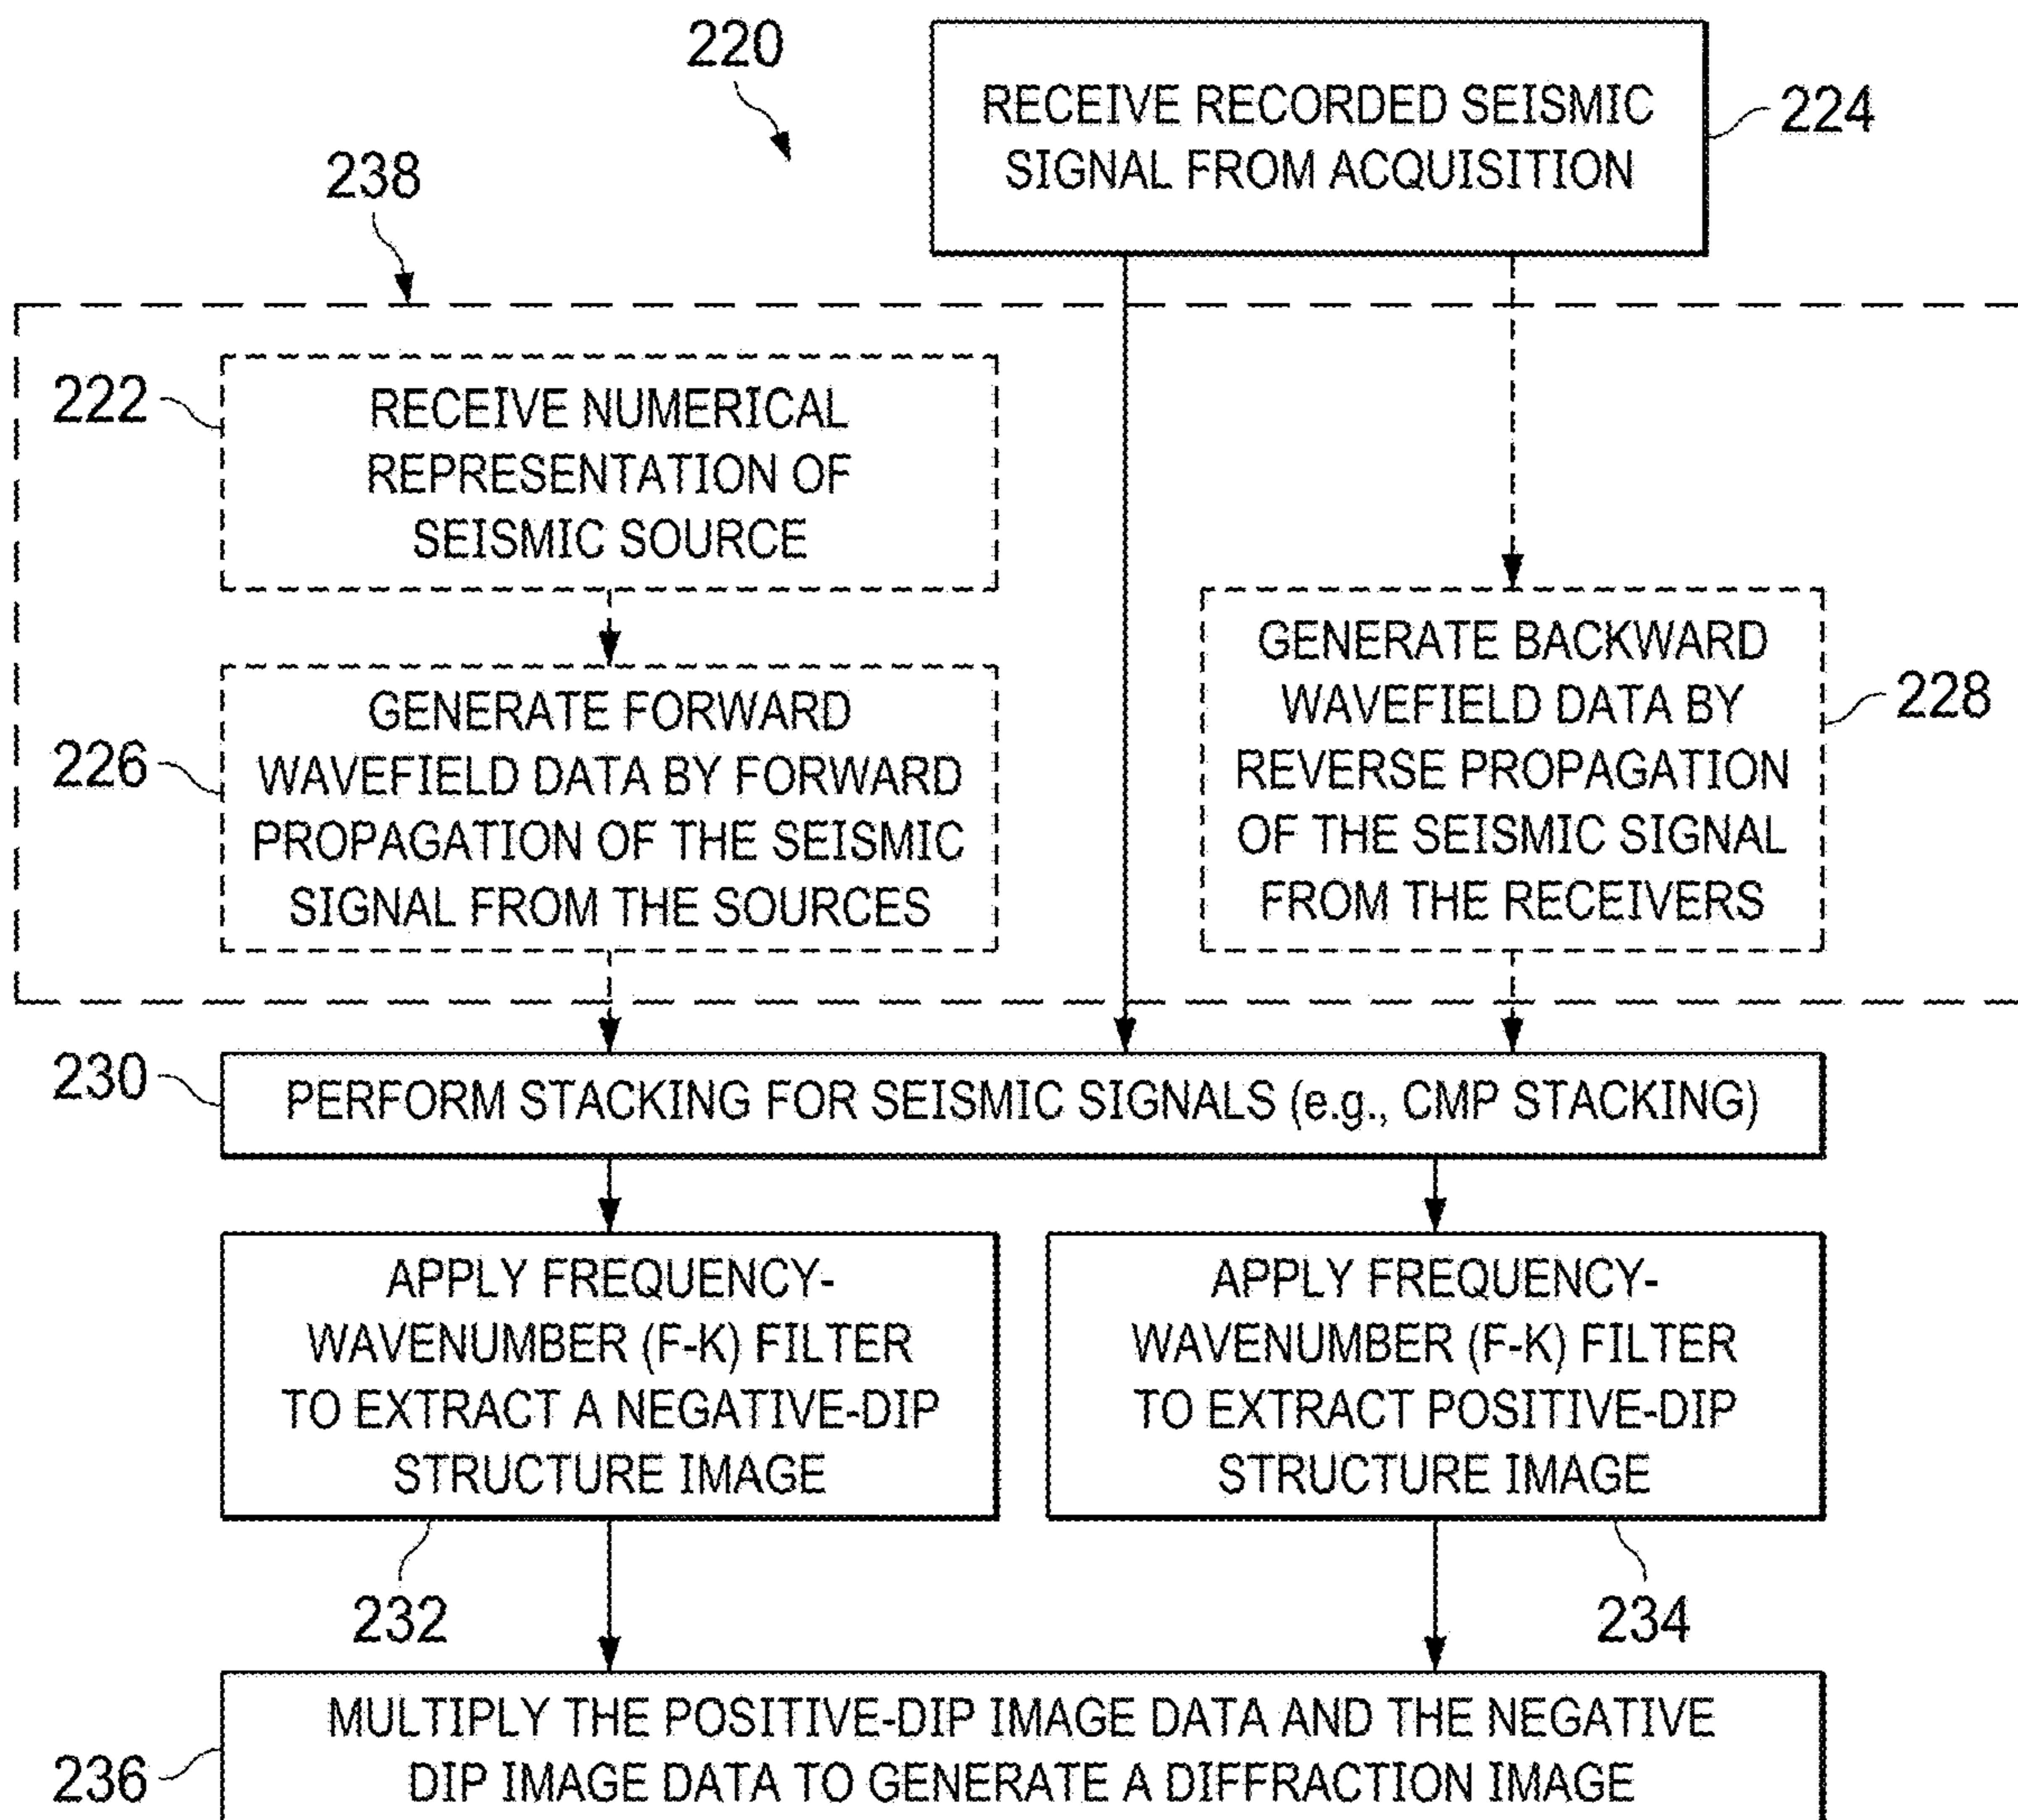 220
RECEIVE RECORDED SEISMIC
SIGNAL FROM ACQUISITION
224
238
222
RECEIVE NUMERICAL
REPRESENTATION OF
SEISMIC SOURCE
226
GENERATE FORWARD
WAVEFIELD DATA BY FORWARD
PROPAGATION OF THE SEISMIC
SIGNAL FROM THE SOURCES
GENERATE BACKWARD
WAVEFIELD DATA BY
REVERSE PROPAGATION
OF THE SEISMIC SIGNAL
FROM THE RECEIVERS
228
230
PERFORM STACKING FOR SEISMIC SIGNALS (e.g., CMP STACKING)
APPLY FREQUENCY-
WAVENUMBER (F-K) FILTER
TO EXTRACT A NEGATIVE-DIP
STRUCTURE IMAGE
232
APPLY FREQUENCY-
WAVENUMBER (F-K) FILTER
TO EXTRACT POSITIVE-DIP
STRUCTURE IMAGE
234
236
MULTIPLY THE POSITIVE-DIP IMAGE DATA AND THE NEGATIVE
DIP IMAGE DATA TO GENERATE A DIFFRACTION IMAGE